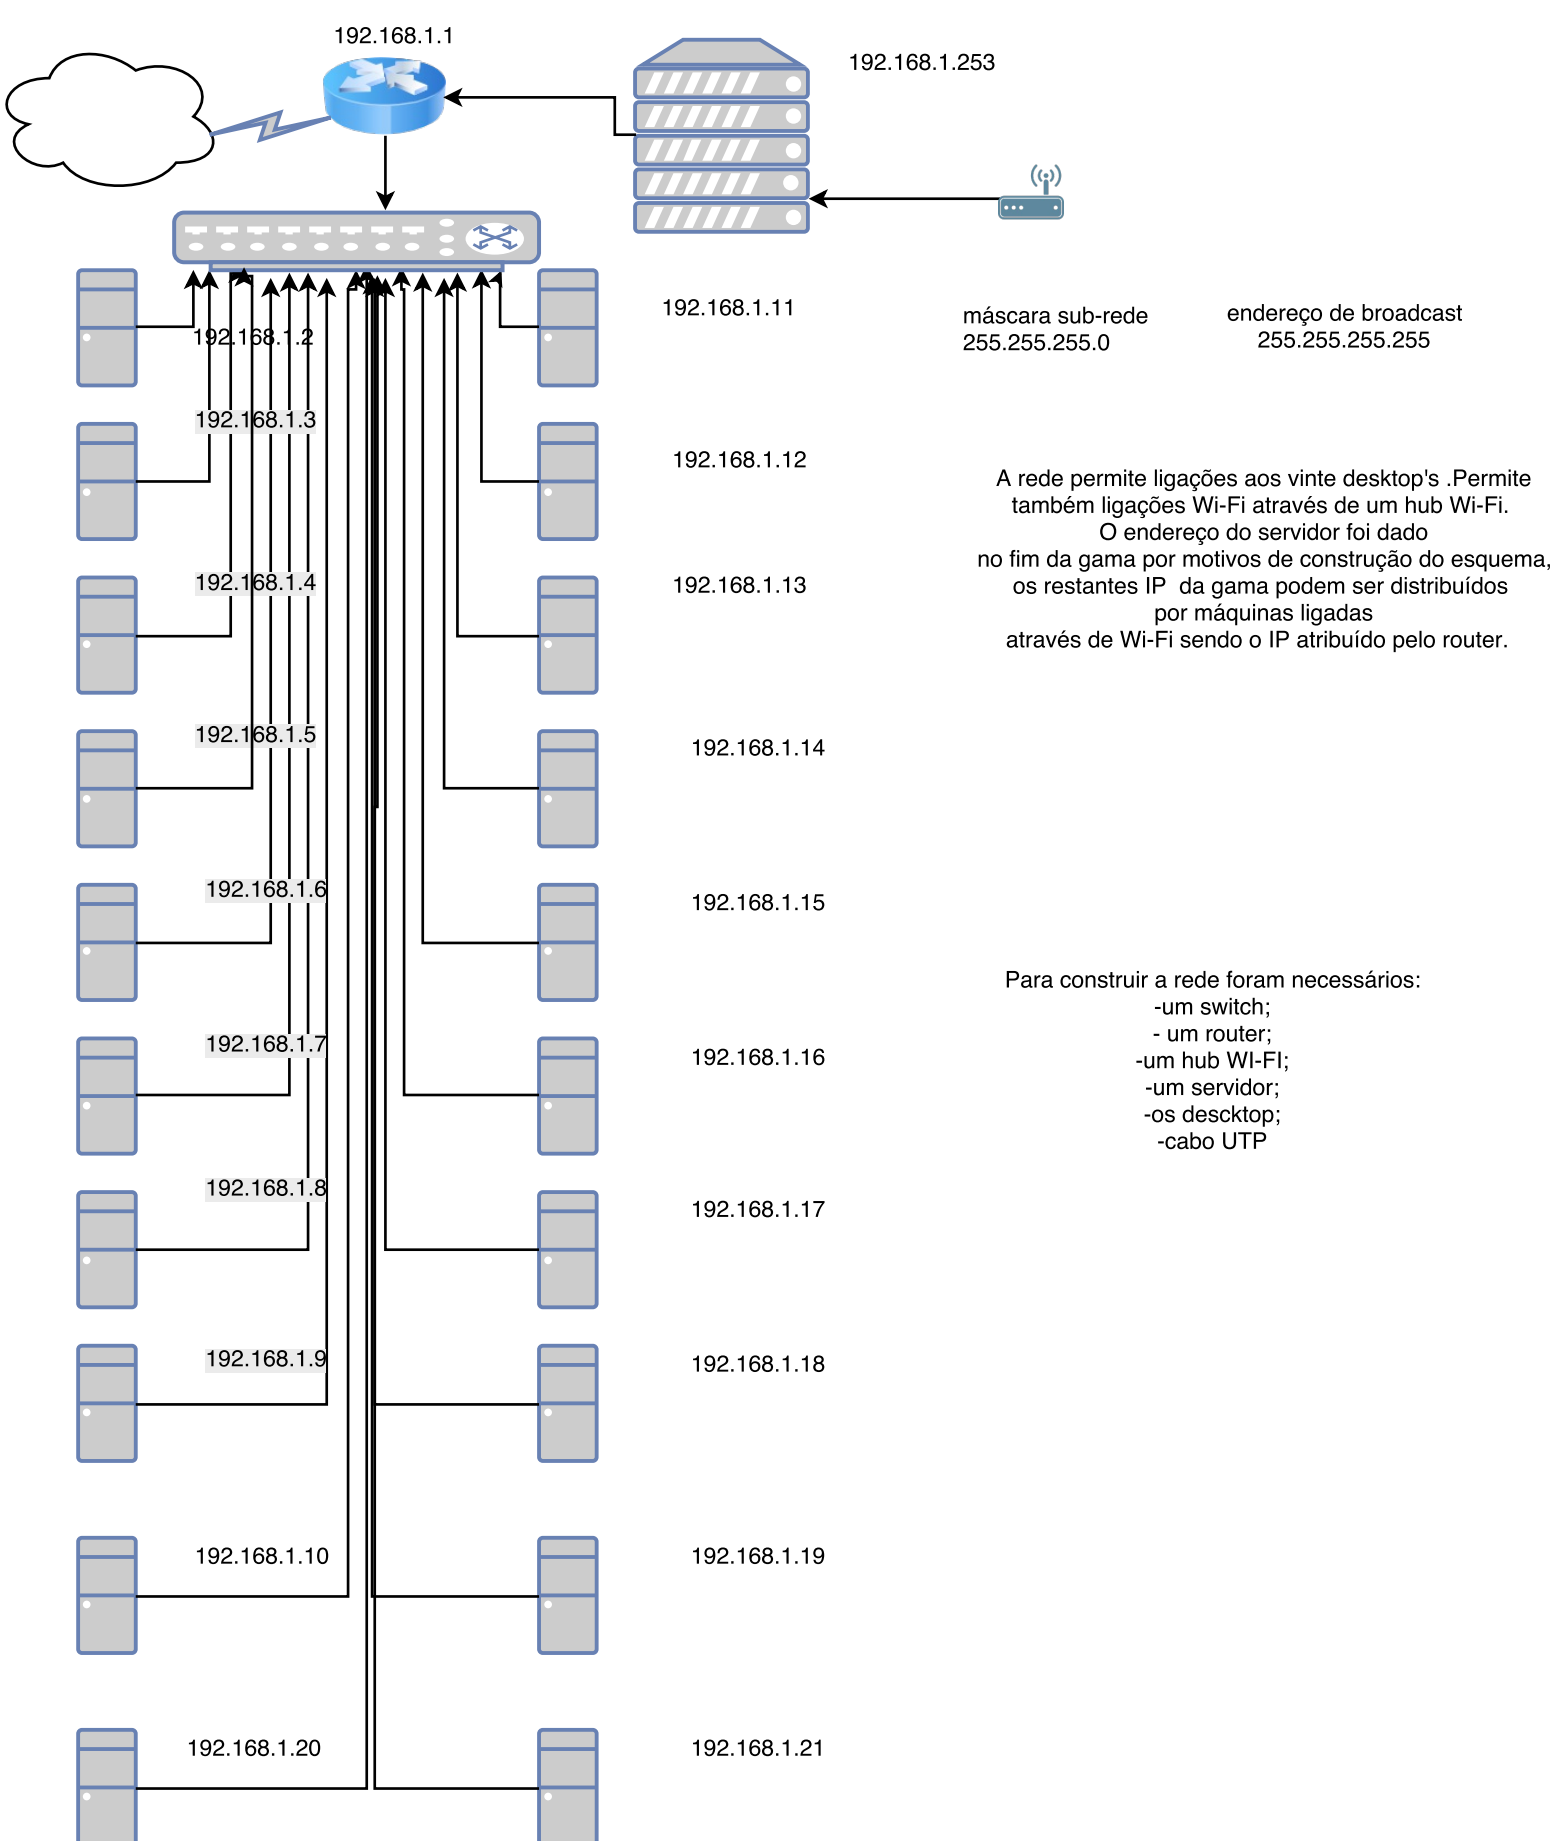 192.168.1.1
192.168.1.253
192.168.1.11
máscara sub-rede
255.255.255.0
endereço de broadcast
255.255.255.255
192.168.1.2
192.168.1.3
192.168.1.12
A rede permite ligações aos vinte desktop's .Permite
também ligações Wi-Fi através de um hub Wi-Fi.
O endereço do servidor foi dado
no fim da gama por motivos de construção do esquema,
os restantes IP  da gama podem ser distribuídos
por máquinas ligadas
através de Wi-Fi sendo o IP atribuído pelo router.
192.168.1.4
192.168.1.13
192.168.1.5
192.168.1.14
192.168.1.6
192.168.1.15
Para construir a rede foram necessários:
-um switch;
- um router;
-um hub WI-FI;
-um servidor;
-os descktop;
-cabo UTP
192.168.1.7
192.168.1.16
192.168.1.8
192.168.1.17
192.168.1.9
192.168.1.18
192.168.1.10
192.168.1.19
192.168.1.20
192.168.1.21